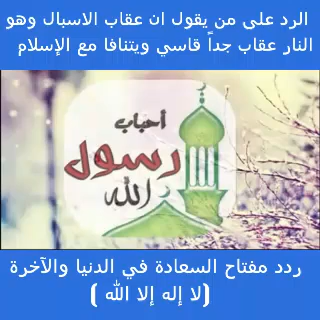 الرد على من يقول ان عقاب الاسبال وهو
النار عقاب جداً قاسي ويتنافا مع الإسلام
أحباب
رسول
الله
ردد مفتاح السعادة في الدنيا والآخرة
(لا إله إلا الله )